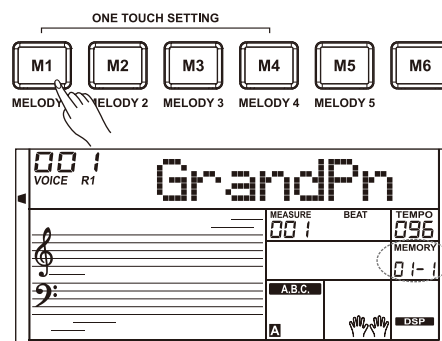 ONE TOUCH SETTING
M1 M2 M3 M4 M5 M6
MELODY MELODY 2 MELODY 3 MELODY 4 MELODY 5
001 GrandPn
VOICE R1
MEASURE BEAT TEMPO
001 096
MEMORY
01-1
A.B.C.
A DSP